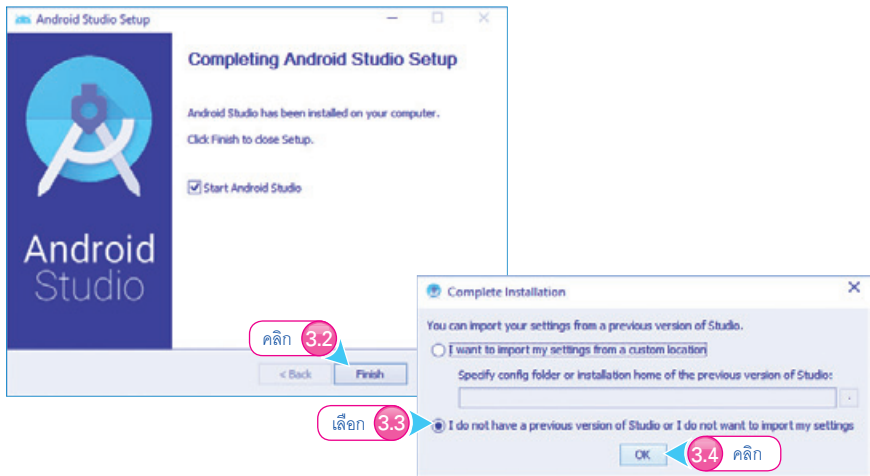 Android Studio Setup
Completing Android Studio Setup
Android Studio has been installed on your computer.
Click Finish to close Setup.
Start Android Studio
Android
Studio
คลิก 3.2
< Back
Finish
Complete Installation
You can import your settings from a previous version of Studio.
I want to import my settings from a custom location
Specify config folder or installation home of the previous version of Studio:
เลือก 3.3
I do not have a previous version of Studio or I do not want to import my settings
OK
3.4 คลิก